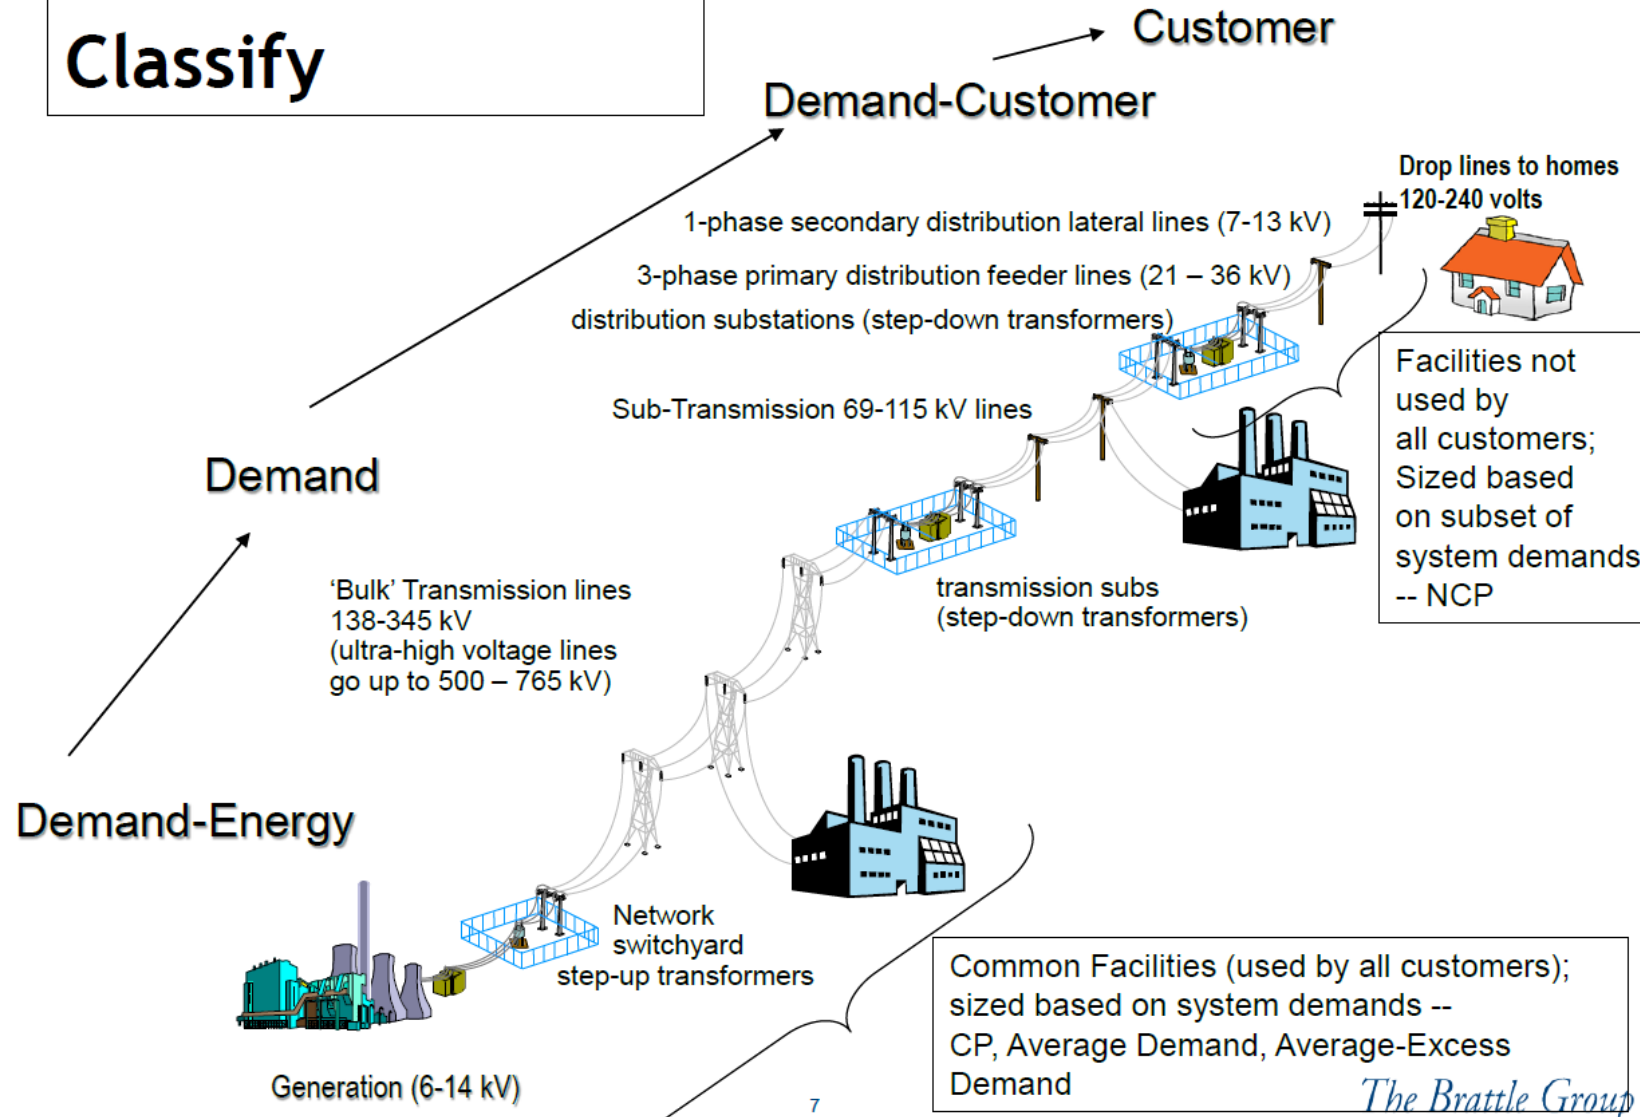 Classify
Customer
Demand-Customer
Drop lines to homes
120-240 volts
1-phase secondary distribution lateral lines (7-13 kV)
3-phase primary distribution feeder lines (21 – 36 kV)
distribution substations (step-down transformers)
Facilities not
used by
all customers;
Sized based
on subset of
system demands
-- NCP
Sub-Transmission 69-115 kV lines
Demand
transmission subs
(step-down transformers)
‘Bulk’ Transmission lines
138-345 kV
(ultra-high voltage lines
go up to 500 – 765 kV)
Demand-Energy
Network
switchyard
step-up transformers
Common Facilities (used by all customers);
sized based on system demands --
CP, Average Demand, Average-Excess
Demand
Generation (6-14 kV)
7
The Brattle Group